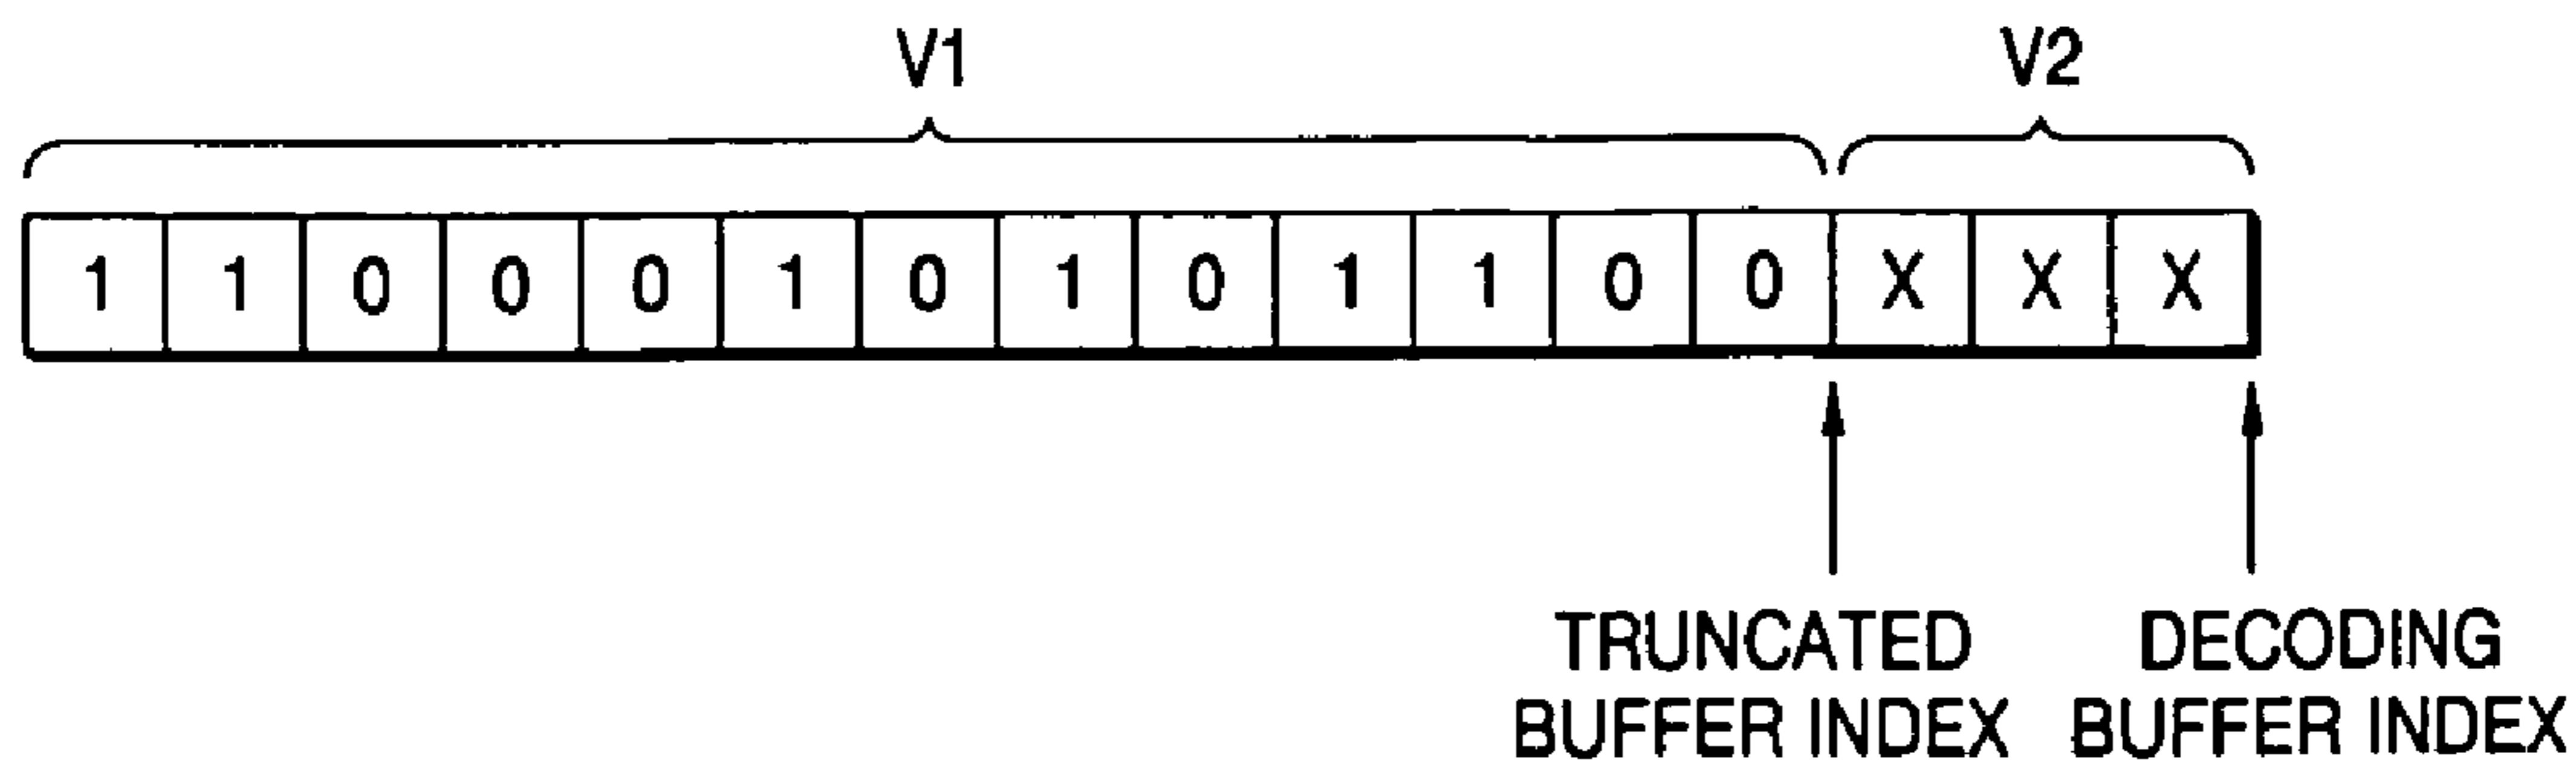 V1 V2
1 1 0 0 0 1 0 1 0 1 1 0 0 X X X
TRUNCATED DECODING
BUFFER INDEX BUFFER INDEX